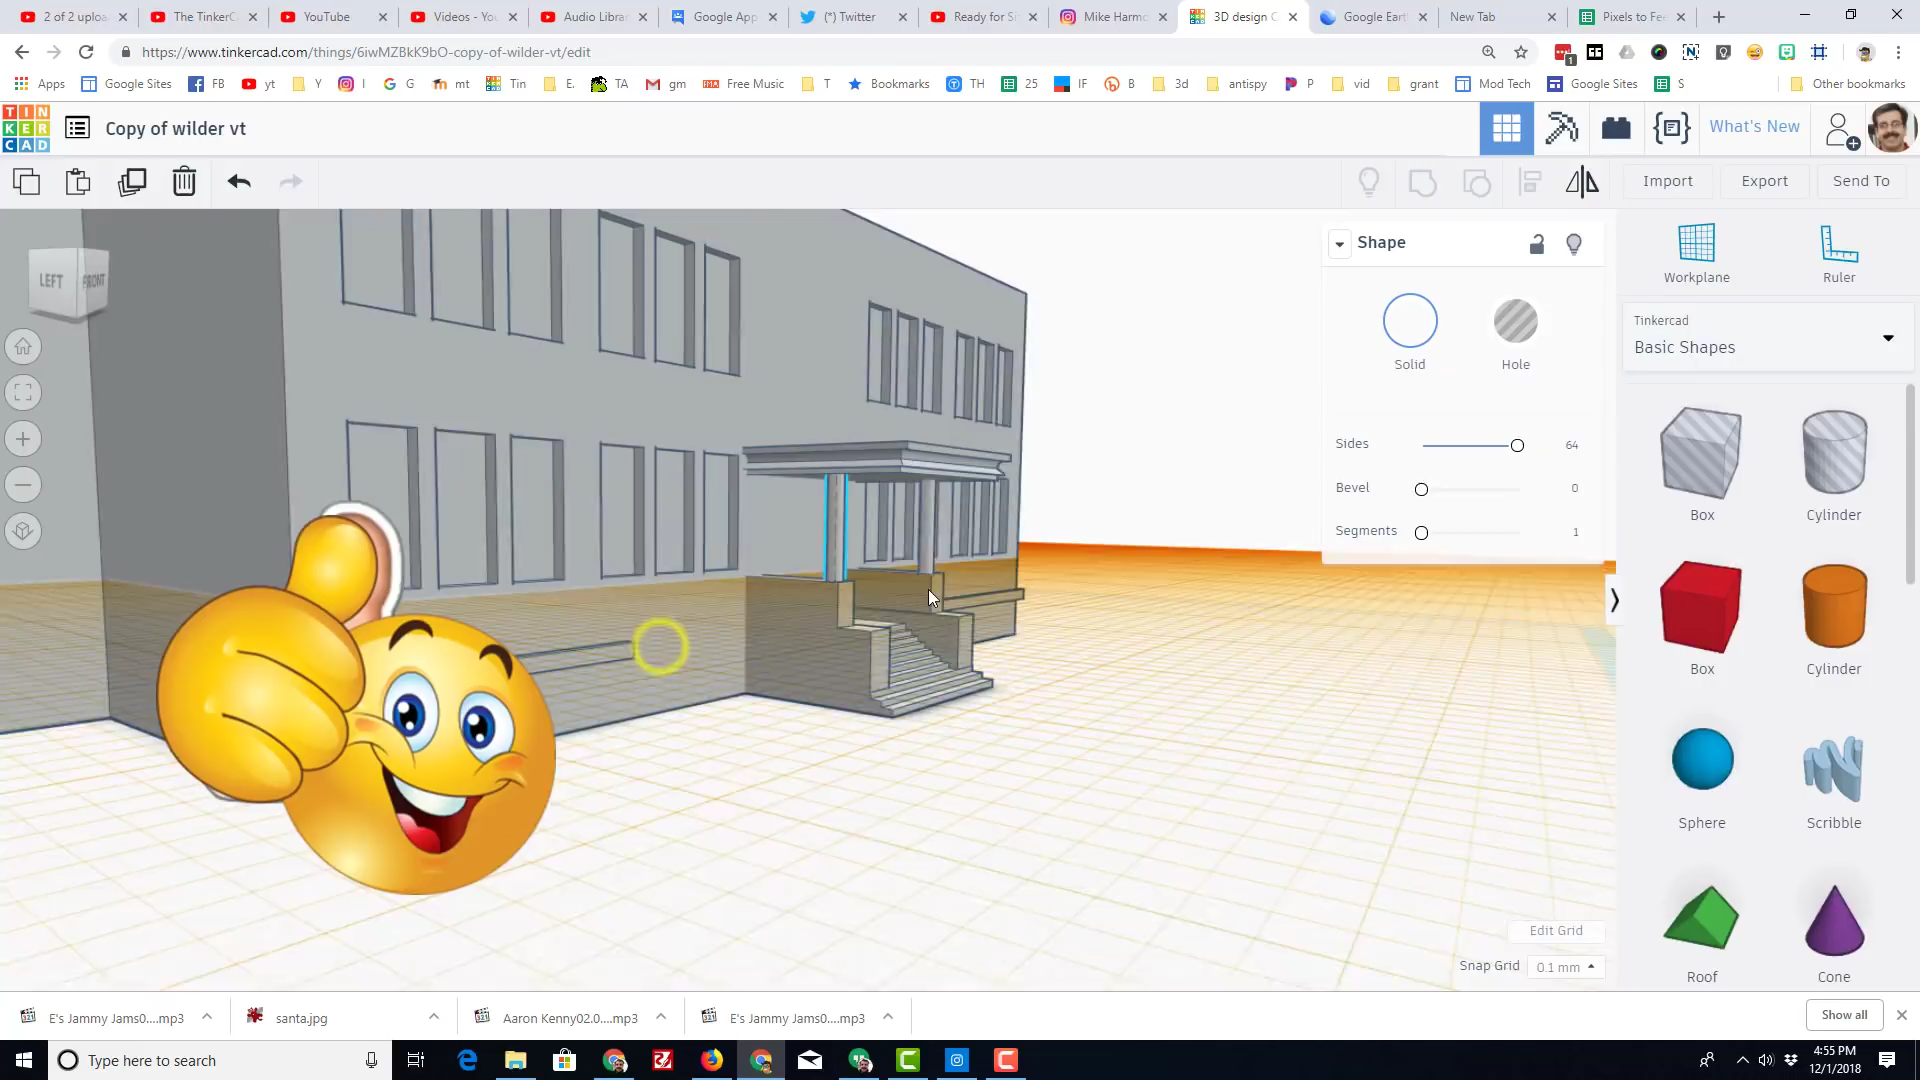 2 of 2 uploa
The TinkerC
YouTube
Videos - You
Audio Librar
Google App
(*) Twitter
Ready for Si
Mike Harmo
3D design C
Google Eart
New Tab
Pixels to Fee
https://www.tinkercad.com/things/6iwMZBkK9bO-copy-of-wilder-vt/edit
1
Apps
Google Sites
FB
yt
Y
I
G
mt
Tin
E.
TA
gm
Free Music
T
Bookmarks
TH
25
IF
B
3d
antispy
P
vid
grant
Mod Tech
Google Sites
S
Other bookmarks
TIN
KER
CAD
Copy of wilder vt
What's New
Import
Export
Send To
LEFT
FRONT
Shape
Solid
Hole
Sides
64
Bevel
0
Segments
1
Workplane
Ruler
Tinkercad
Basic Shapes
Box
Cylinder
Box
Cylinder
Sphere
Scribble
Roof
Cone
Edit Grid
Snap Grid
0.1 mm
E's Jammy Jams0....mp3
santa.jpg
Aaron Kenny02.0....mp3
E's Jammy Jams0....mp3
Show all
Type here to search
4:55 PM
12/1/2018